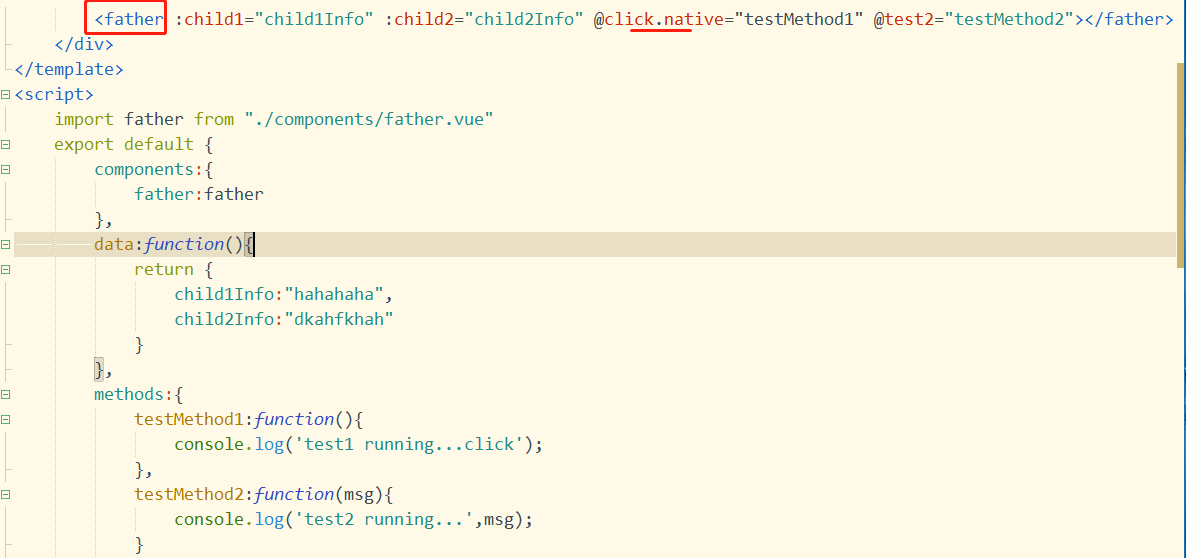 <father :child1="child1Info" :child2="child2Info" @click.native="testMethod1" @test2="testMethod2"></father>
</div>
</template>
<script>
import father from "./components/father.vue"
export default {
components:{
father:father
},
data:function(){
return {
child1Info:"hahahaha",
child2Info:"dkahfkhah"
}
},
methods:{
testMethod1:function(){
console.log('test1 running...click');
},
testMethod2:function(msg){
console.log('test2 running...',msg);
}